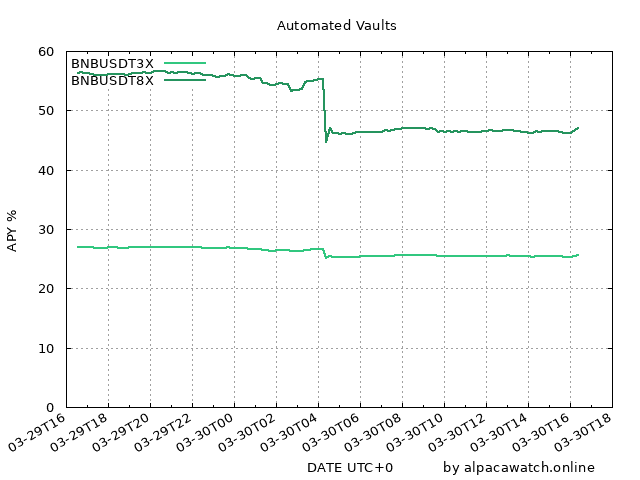 Automated Vaults
BNBUSDT3X
BNBUSDT8X
APY %
60
50
40
30
20
10
0
03-29T16
03-29T18
03-29T20
03-29T22
03-30T00
03-30T02
03-30T04
03-30T06
03-30T08
03-30T10
03-30T12
03-30T14
03-30T16
03-30T18
DATE UTC+0
by alpacawatch.online